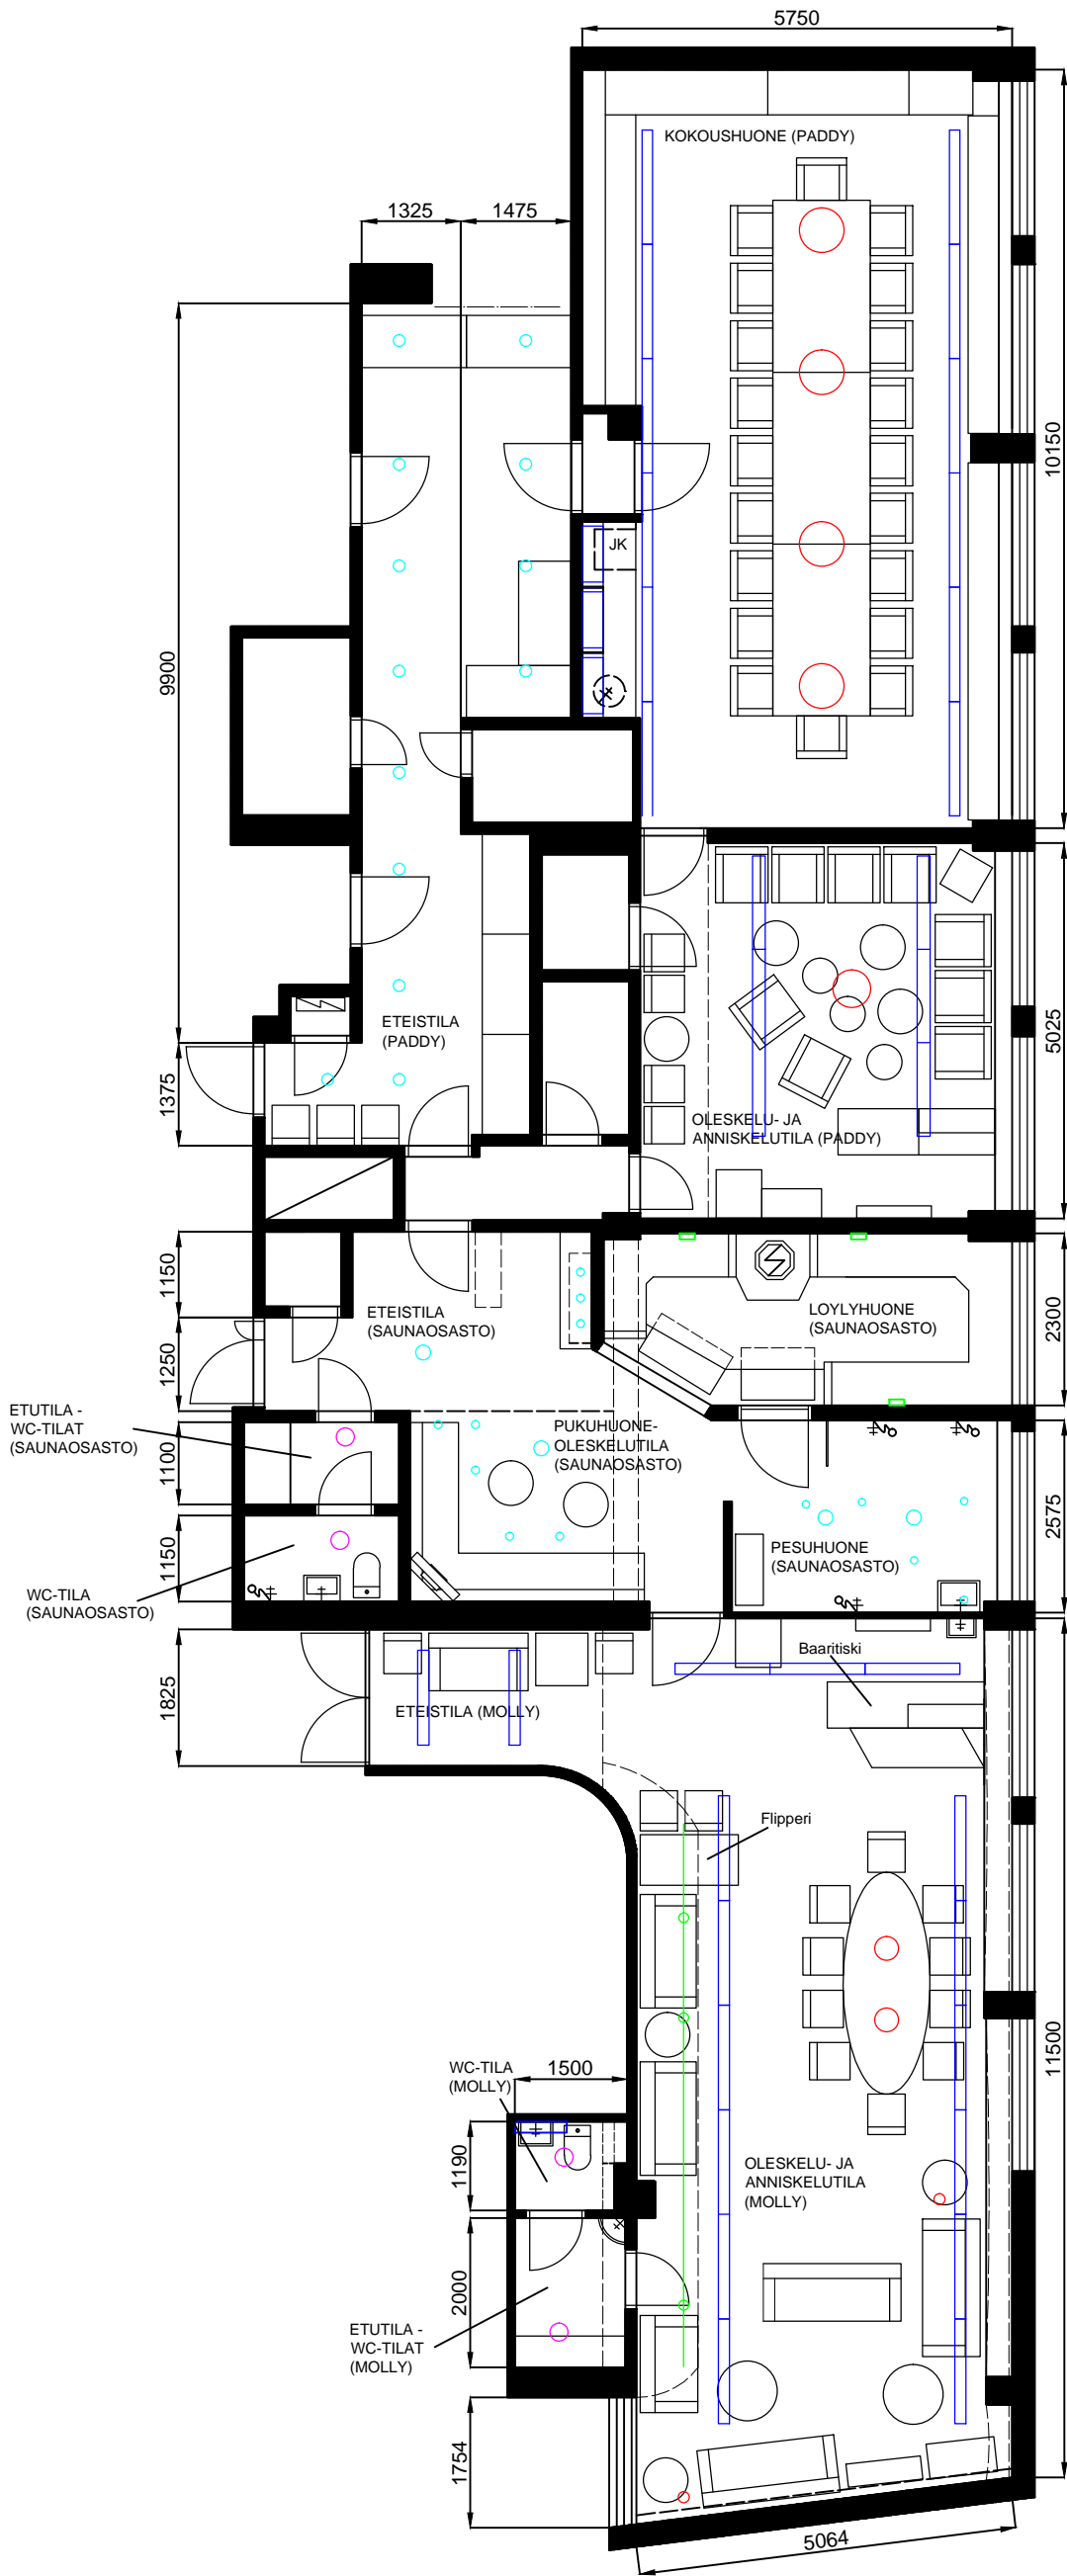 5750
KOKOUSHUONE (PADDY)
1325
1475
10150
9900
JK
ETEISTILA
(PADDY)
5025
1375
OLESKELU- JA
ANNISKELUTILA (PADDY)
1150
ETEISTILA
(SAUNAOSASTO)
LOYLYHUONE
(SAUNAOSASTO)
2300
1250
ETUTILA -
WC-TILAT
(SAUNAOSASTO)
PUKUHUONE-
OLESKELUTILA
(SAUNAOSASTO)
1100
2575
PESUHUONE
(SAUNAOSASTO)
1150
WC-TILA
(SAUNAOSASTO)
Baaritiski
1825
ETEISTILA (MOLLY)
Flipperi
11500
WC-TILA
(MOLLY)
1500
1190
OLESKELU- JA
ANNISKELUTILA
(MOLLY)
2000
ETUTILA -
WC-TILAT
(MOLLY)
1754
5064